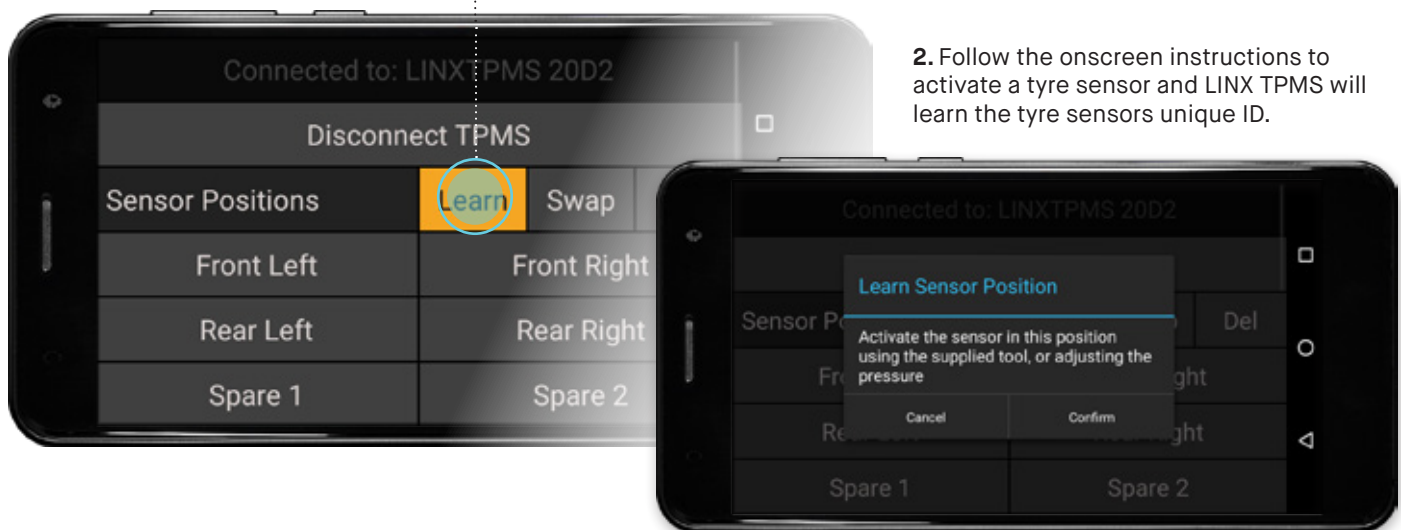 Connected to: LINXTPMS 20D2
Disconnect TPMS
Sensor Positions Learn Swap
Front Left Front Right
Rear Left Rear Right
Spare 1 Spare 2
2. Follow the onscreen instructions to
activate a tyre sensor and LINX TPMS will
learn the tyre sensors unique ID.
Connected to: LINXTPMS 20D2
Learn Sensor Position
Sensor Del
Activate the sensor in this position
using the supplied tool, or adjusting the
pressure
Cancel Confirm
Spare 1 Spare 2